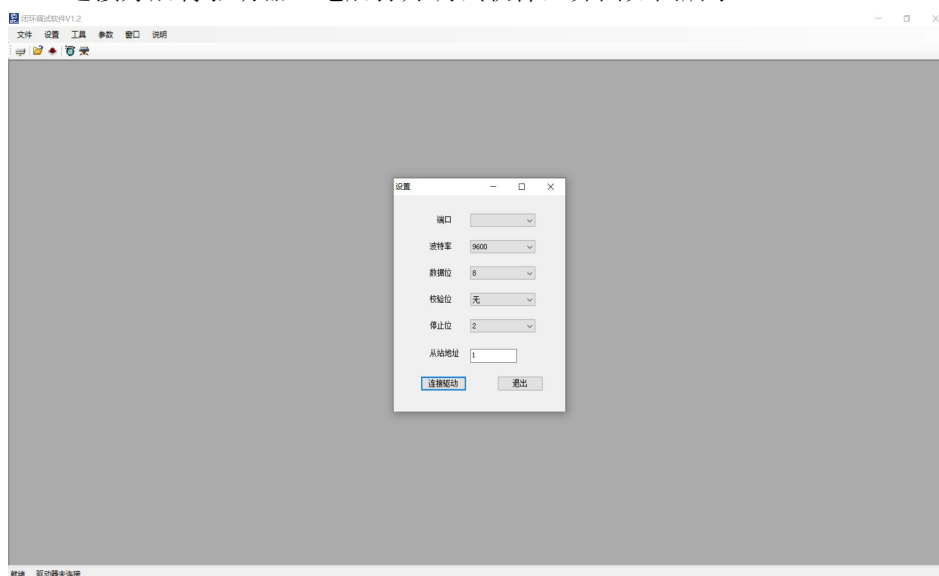 闭环调试软件V1.2
文件 设置 工具 参数 窗口 说明
设置
端口
波特率 9600
数据位 8
校验位 无
停止位 2
从站地址 1
连接驱动 退出
就绪 驱动器未连接